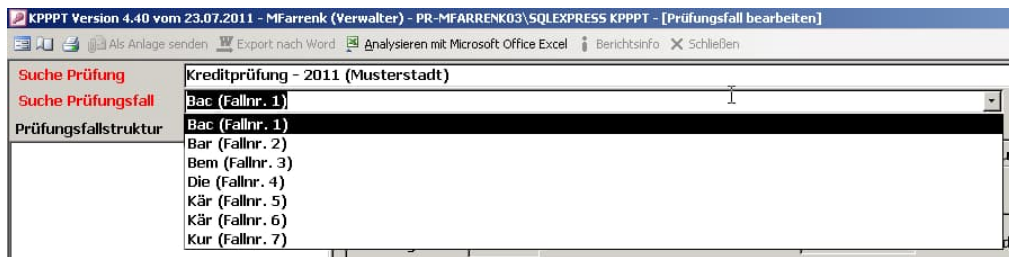 KPPPT Version 4.40 vom 23.07.2011 - MFarrenk (Verwalter) - PR-MFARRENK03\SQLEXPRESS KPPPT - [Prüfungsfall bearbeiten]
Als Anlage senden Export nach Word Analysieren mit Microsoft Office Excel Berichtsinfo Schließen
Suche Prüfung Kreditprüfung - 2011 (Musterstadt)
Suche Prüfungsfall Bac (Fallnr. 1)
Prüfungsfallstruktur Bac (Fallnr. 1)
Bar (Fallnr. 2)
Bem (Fallnr. 3)
Die (Fallnr. 4)
Kär (Fallnr. 5)
Kär (Fallnr. 6)
Kur (Fallnr. 7)